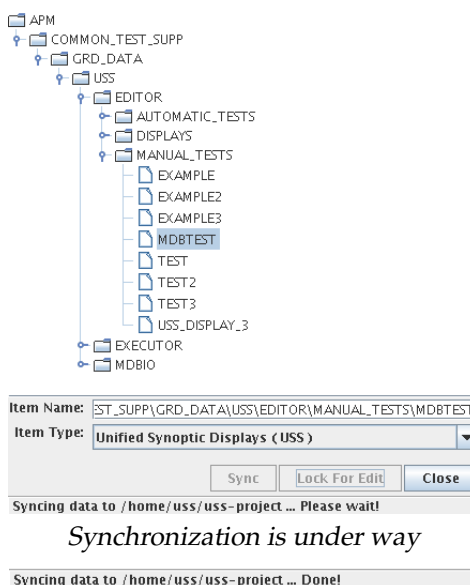 APM
COMMON_TEST_SUPP
GRD_DATA
USS
EDITOR
AUTOMATIC_TESTS
DISPLAYS
MANUAL_TESTS
EXAMPLE
EXAMPLE2
EXAMPLE3
MDBTEST
TEST
TEST2
TEST3
USS_DISPLAY_3
EXECUTOR
MDBIO
Item Name: EST_SUPP\GRD_DATA\USS\EDITOR\MANUAL_TESTS\MDBTEST
Item Type: Unified Synoptic Displays (USS)
Sync Lock For Edit Close
Syncing data to /home/uss/uss-project ... Please wait!
Synchronization is under way
Syncing data to /home/uss/uss-project ... Done!